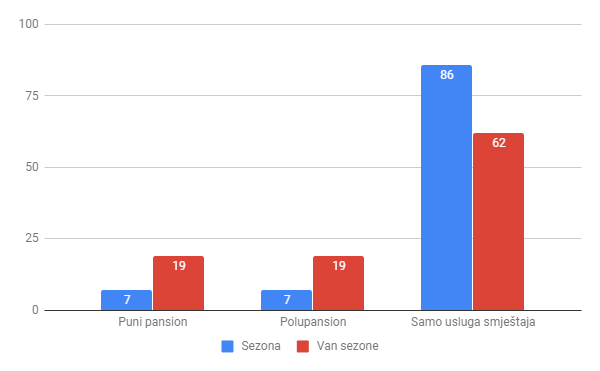 100
75
50
25
0
7
19
7
19
86
62
Puni pansion
Polupansion
Samo usluga smještaja
Sezona
Van sezone